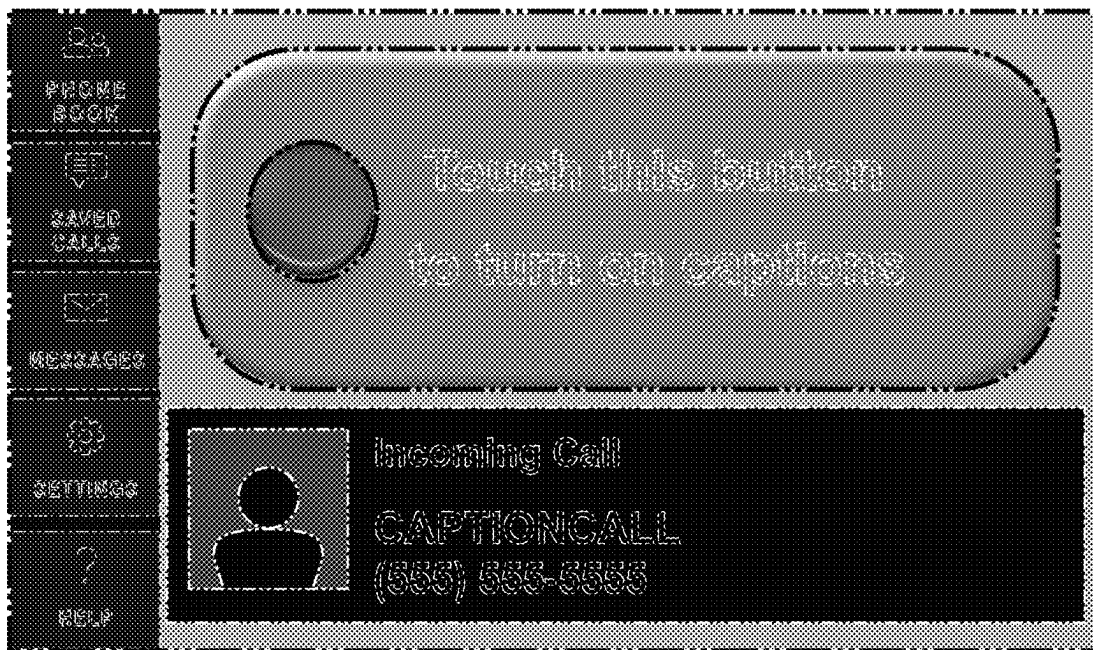 PHONE
BOOK
SAVED
CALLS
MESSAGES
SETTINGS
HELP
Touch this button
to turn on captions
Incoming Call
CAPTIONCALL
(555) 555-5555